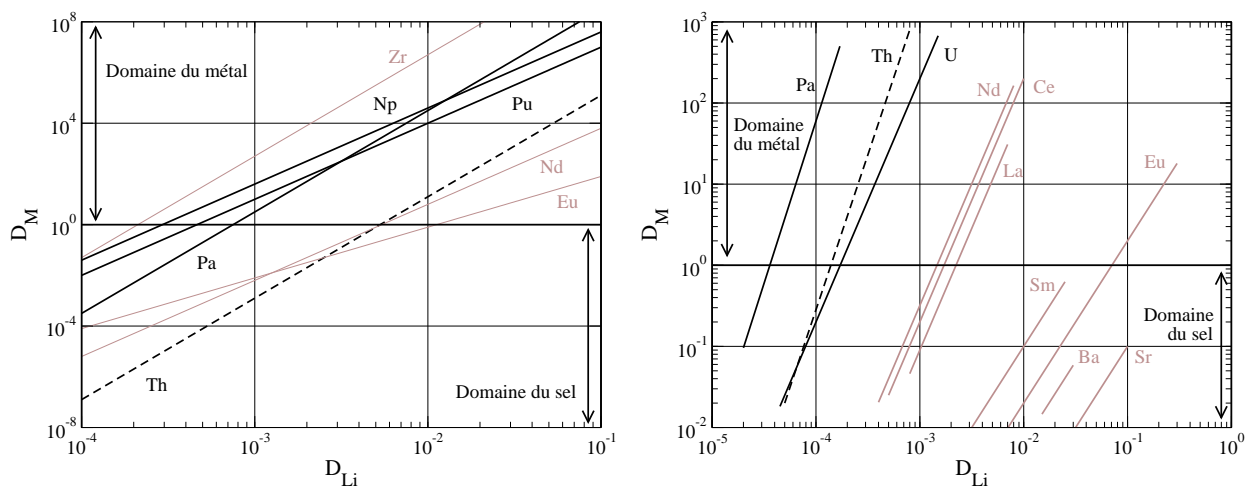 10^8
10^4
10^0
10^-4
10^-8
D_M
Domaine du métal
Zr
Np
Pu
Nd
Eu
Pa
Th
Domaine du sel
10^-4
10^-3
10^-2
10^-1
D_Li
10^3
10^2
10^1
10^0
10^-1
10^-2
D_M
Th
U
Pa
Nd
Ce
Domaine
du métal
La
Eu
Sm
Domaine
du sel
Ba
Sr
10^-5
10^-4
10^-3
10^-2
10^-1
10^0
D_Li